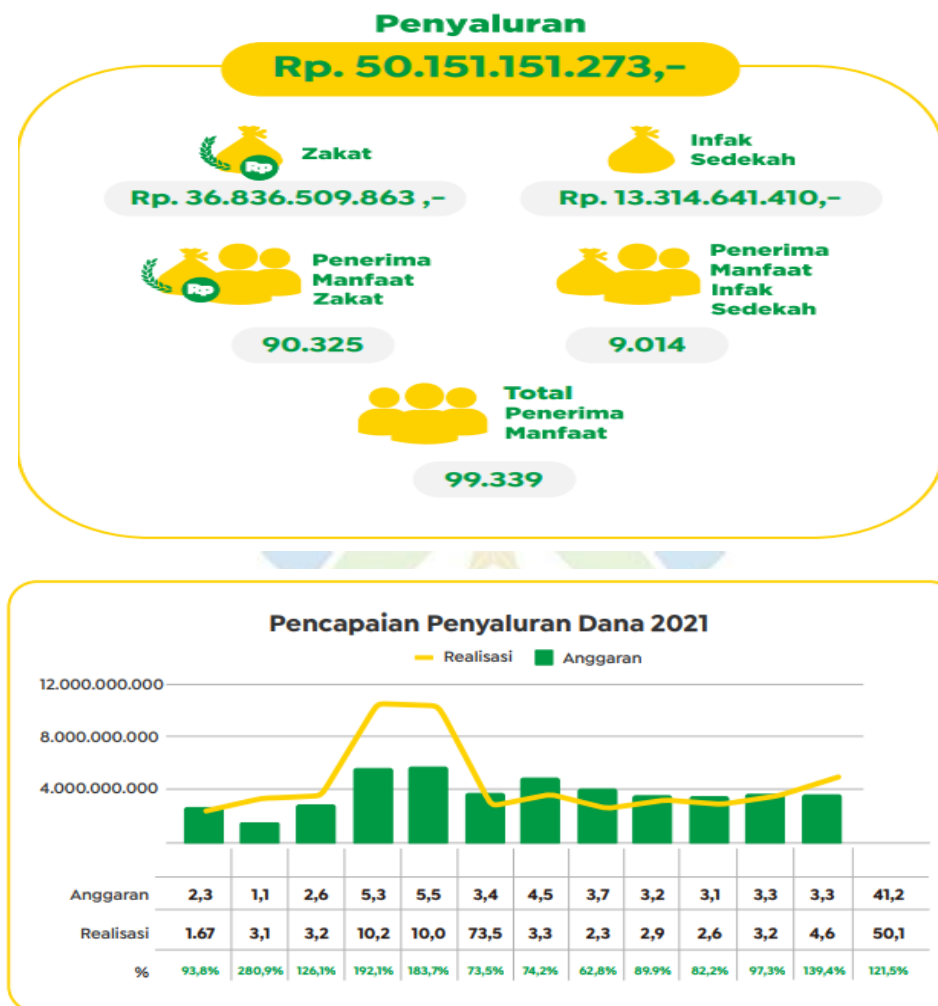 Penyaluran
Rp. 50.151.151.273,-
Zakat
Rp. 36.836.509.863 ,-
Infak
Sedekah
Rp. 13.314.641.410,-
Rp
Penerima
Manfaat
Zakat
90.325
Rp
Penerima
Manfaat
Infak
Sedekah
9.014
Total
Penerima
Manfaat
99.339
Pencapaian Penyaluran Dana 2021
Realisasi Anggaran
12.000.000.000
8.000.000.000
4.000.000.000
Anggaran 2,3 1,1 2,6 5,3 5,5 3,4 4,5 3,7 3,2 3,1 3,3 3,3 41,2
Realisasi 1.67 3,1 3,2 10,2 10,0 73,5 3,3 2,3 2,9 2,6 3,2 4,6 50,1
% 93,8% 280,9% 126,1% 192,1% 183,7% 73,5% 74,2% 62,8% 89.9% 82,2% 97,3% 139,4% 121,5%